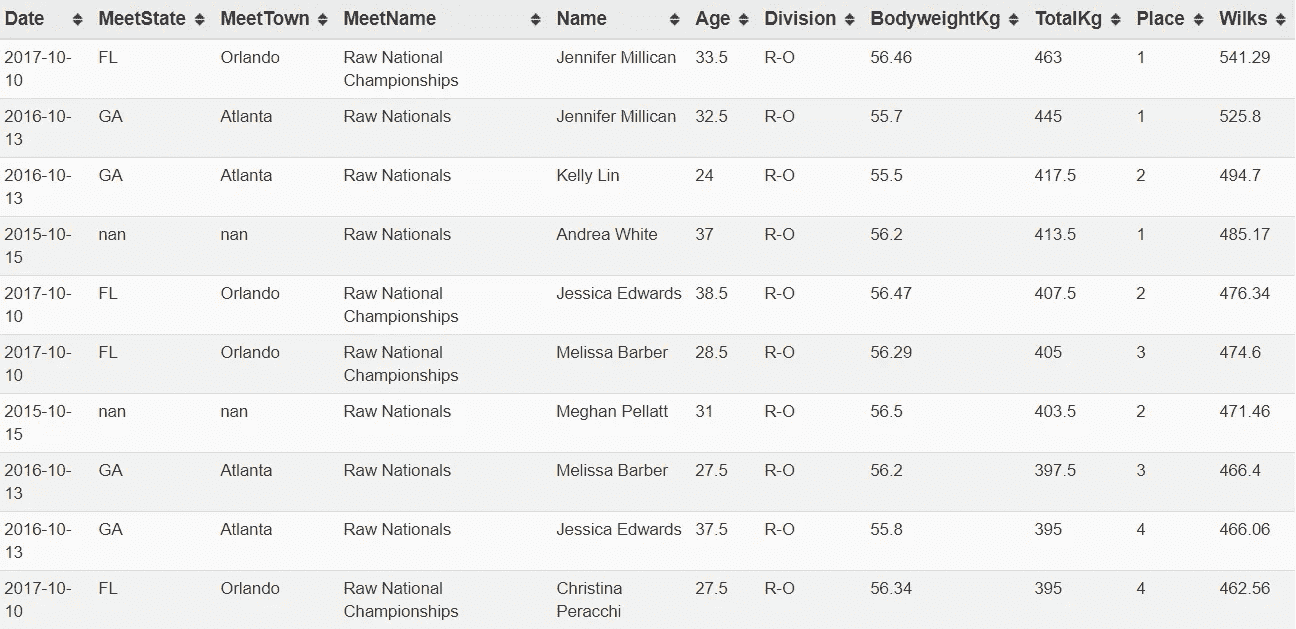 Date MeetState MeetTown MeetName Name Age Division BodyweightKg TotalKg Place Wilks
2017-10- FL Orlando Raw National Jennifer Millican 33.5 R-O 56.46 463 1 541.29
10 Championships
2016-10- GA Atlanta Raw Nationals Jennifer Millican 32.5 R-O 55.7 445 1 525.8
13
2016-10- GA Atlanta Raw Nationals Kelly Lin 24 R-O 55.5 417.5 2 494.7
13
2015-10- nan nan Raw Nationals Andrea White 37 R-O 56.2 413.5 1 485.17
15
2017-10- FL Orlando Raw National Jessica Edwards 38.5 R-O 56.47 407.5 2 476.34
10 Championships
2017-10- FL Orlando Raw National Melissa Barber 28.5 R-O 56.29 405 3 474.6
10 Championships
2015-10- nan nan Raw Nationals Meghan Pellatt 31 R-O 56.5 403.5 2 471.46
15
2016-10- GA Atlanta Raw Nationals Melissa Barber 27.5 R-O 56.2 397.5 3 466.4
13
2016-10- GA Atlanta Raw Nationals Jessica Edwards 37.5 R-O 55.8 395 4 466.06
13
2017-10- FL Orlando Raw National Christina 27.5 R-O 56.34 395 4 462.56
10 Championships Peracchi